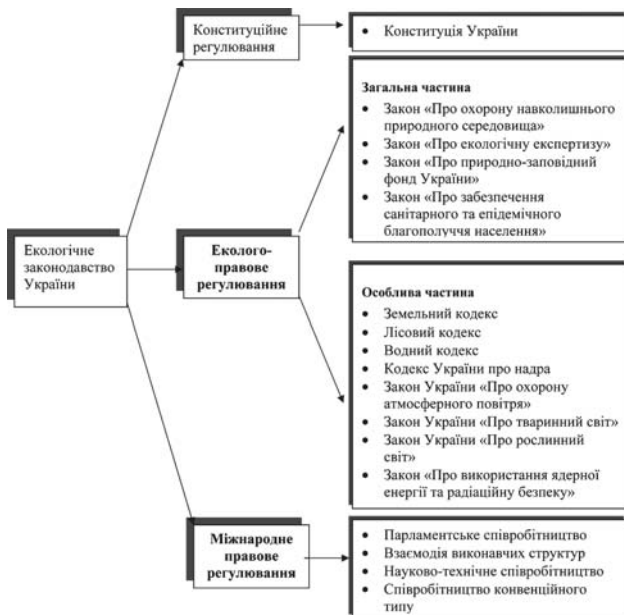 Конституційне
регулювання
• Конституція України
Загальна частина
• Закон «Про охорону навколишнього
природного середовища»
• Закон «Про екологічну експертизу»
• Закон «Про природно-заповідний
фонд України»
• Закон «Про забезпечення
санітарного та епідемічного
благополуччя населення»
Екологічне
законодавство
України
Еколого-
правове
регулювання
Особлива частина
• Земельний кодекс
• Лісовий кодекс
• Водний кодекс
• Кодекс України про надра
• Закон України «Про охорону
атмосферного повітря»
• Закон України «Про тваринний світ»
• Закон України «Про рослинний
світ»
• Закон «Про використання ядерної
енергії та радіаційну безпеку»
Міжнародне
правове
регулювання
• Парламентське співробітництво
• Взаємодія виконавчих структур
• Науково-технічне співробітництво
• Співробітництво конвенційного
типу